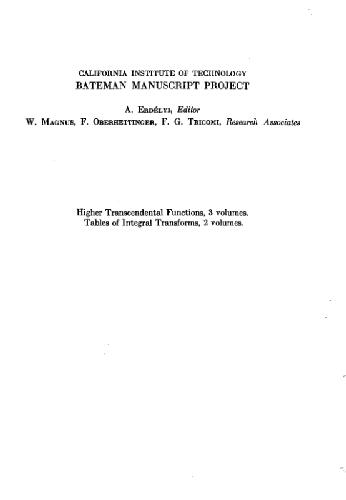 CALIFORNIA INSTITUTE OF TECHNOLOGY
BATEMAN MANUSCRIPT PROJECT
A. ERDÉLYI, Editor
W. MAGNUS, F. OBERHETTINGER, F. G. TRICOMI, Research Associates
Higher Transcendental Functions, 3 volumes.
Tables of Integral Transforms, 2 volumes.